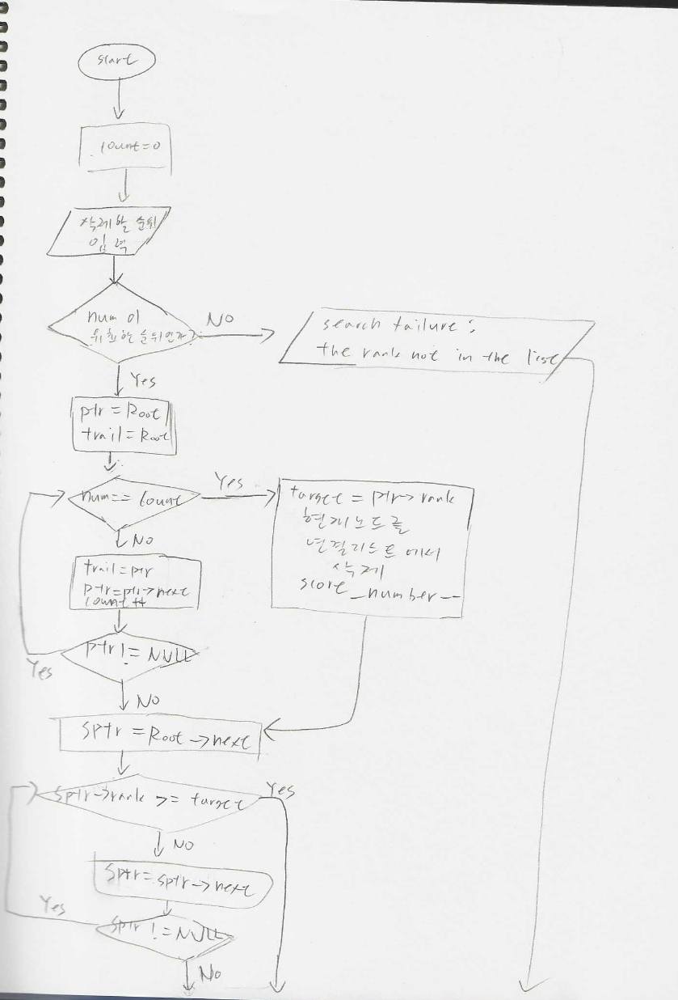 start
count=0
삭제할 순위
입력
num이
유효한 순위인가?
NO
search failure:
the rank not in the list
Yes
ptr = Root
trail = Root
num == count
Yes
target = ptr->rank
현재노드를
연결리스트에서
삭제
score_number--
No
trail=ptr
ptr=ptr->next
count++
ptr != NULL
Yes
No
sptr = Root->next
sptr->rank >= target
Yes
No
sptr = sptr->next
Yes
sptr != NULL
No